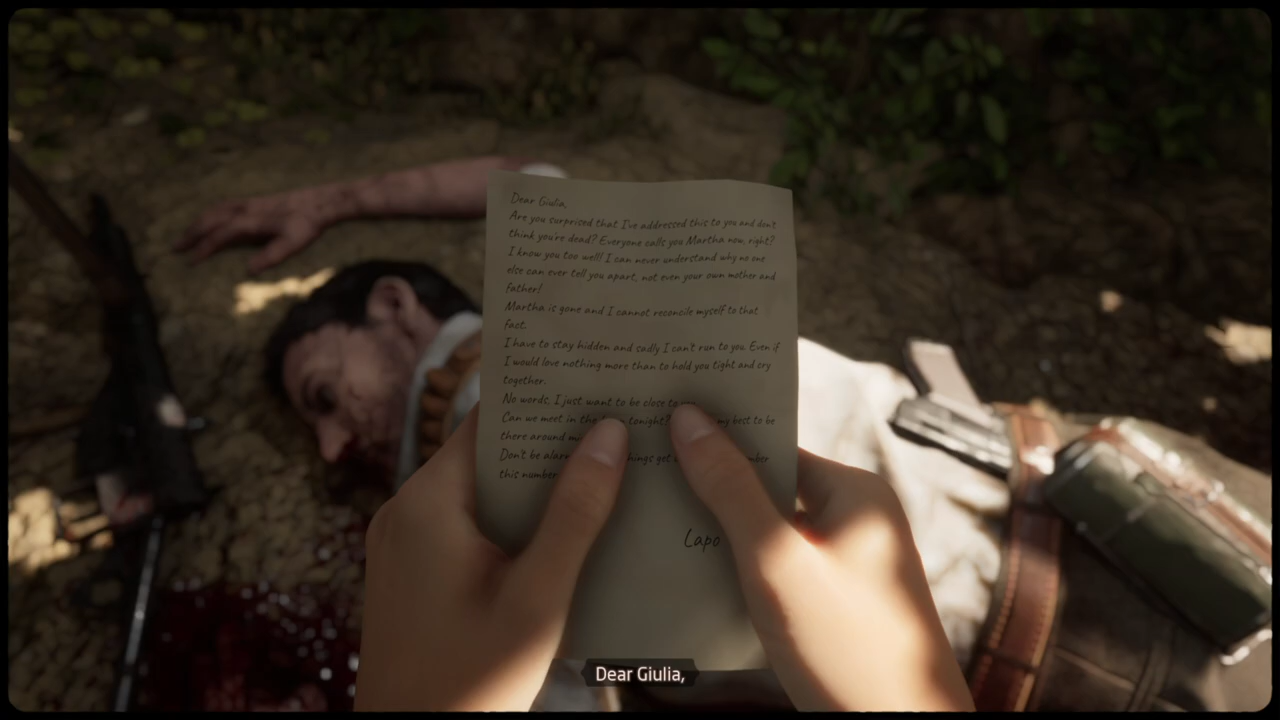 Dear Giulia,
Are you surprised that I've addressed this to you and don't
think you're dead? Everyone calls you Martha now, right?
I know you too well! I can never understand why no one
else can ever tell you apart, not even your own mother and
father!
Martha is gone and I cannot reconcile myself to that
fact.
I have to stay hidden and sadly I can't run to you. Even if
I would love nothing more than to hold you tight and cry
together.
No words, I just want to be close to
Can we meet in the tonight? my best to be
there around
Don't be things get
this number
Lapo
Dear Giulia,